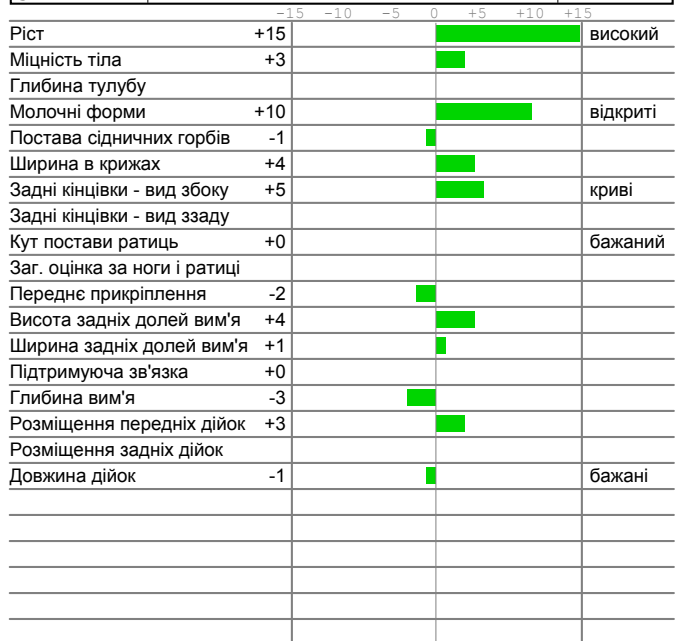 -15 -10 -5 0 +5 +10 +15
Ріст +15 високий
Міцність тіла +3
Глибина тулубу
Молочні форми +10 відкриті
Постава сідничних горбів -1
Ширина в крижах +4
Задні кінцівки - вид збоку +5 криві
Задні кінцівки - вид ззаду
Кут постави ратиць +0 бажаний
Заг. оцінка за ноги і ратиці
Переднє прикріплення -2
Висота задніх долей вим'я +4
Ширина задніх долей вим'я +1
Підтримуюча зв'язка +0
Глибина вим'я -3
Розміщення передніх дійок +3
Розміщення задніх дійок
Довжина дійок -1 бажані